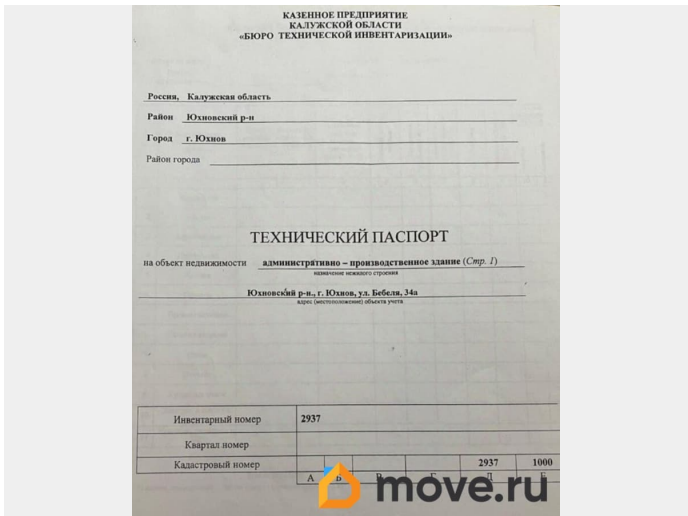 КАЗЕННОЕ ПРЕДПРИЯТИЕ
КАЛУЖСКОЙ ОБЛАСТИ
«БЮРО ТЕХНИЧЕСКОЙ ИНВЕНТАРИЗАЦИИ»
Россия, Калужская область
Район Юхновский р-н
Город г. Юхнов
Район города
ТЕХНИЧЕСКИЙ ПАСПОРТ
на объект недвижимости административно – производственное здание (Стр. 1)
назначение нежилого строения
Юхновский р-н., г. Юхнов, ул. Бебеля, 34а
адрес (местоположение) объекта учета
Инвентарный номер 2937
Квартал номер
Кадастровый номер 2937 1000
А Б В Г Д Е
move.ru